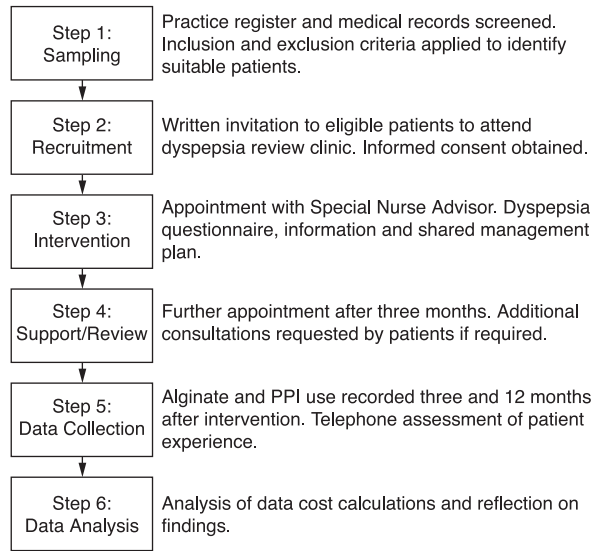 Step 1:
Sampling
Practice register and medical records screened.
Inclusion and exclusion criteria applied to identify
suitable patients.
Step 2:
Recruitment
Written invitation to eligible patients to attend
dyspepsia review clinic. Informed consent obtained.
Step 3:
Intervention
Appointment with Special Nurse Advisor. Dyspepsia
questionnaire, information and shared management
plan.
Step 4:
Support/Review
Further appointment after three months. Additional
consultations requested by patients if required.
Step 5:
Data Collection
Alginate and PPI use recorded three and 12 months
after intervention. Telephone assessment of patient
experience.
Step 6:
Data Analysis
Analysis of data cost calculations and reflection on
findings.